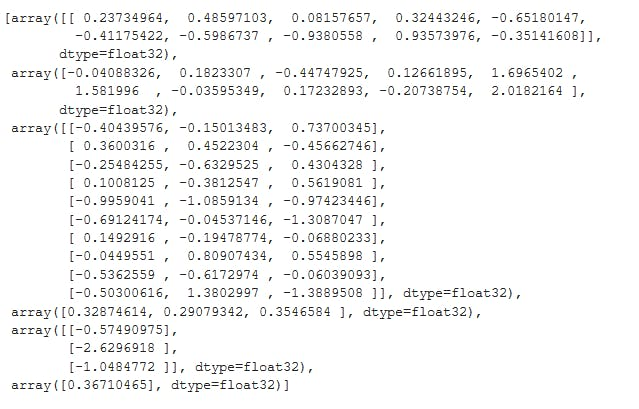 [array([[ 0.23734964,  0.48597103,  0.08157657,  0.32443246, -0.65180147,
         -0.41175422, -0.5986737 , -0.9380558 ,  0.93573976, -0.35141608]],
       dtype=float32),
 array([-0.04088326,  0.1823307 , -0.44747925,  0.12661895,  1.6965402 ,
         1.581996  , -0.03595349,  0.17232893, -0.20738754,  2.0182164 ],
       dtype=float32),
 array([[-0.40439576, -0.15013483,  0.73700345],
        [ 0.3600316 ,  0.4522304 , -0.45662746],
        [-0.25484255, -0.6329525 ,  0.4304328 ],
        [ 0.1008125 , -0.3812547 ,  0.5619081 ],
        [-0.9959041 , -1.0859134 , -0.97423446],
        [-0.69124174, -0.04537146, -1.3087047 ],
        [ 0.1492916 , -0.19478774, -0.06880233],
        [-0.0449551 ,  0.80907434,  0.5545898 ],
        [-0.5362559 , -0.6172974 , -0.06039093],
        [-0.50300616,  1.3802997 , -1.3889508 ]], dtype=float32),
 array([0.32874614, 0.29079342, 0.3546584 ], dtype=float32),
 array([[-0.57490975],
        [-2.6296918 ],
        [-1.0484772 ]], dtype=float32),
 array([0.36710465], dtype=float32)]